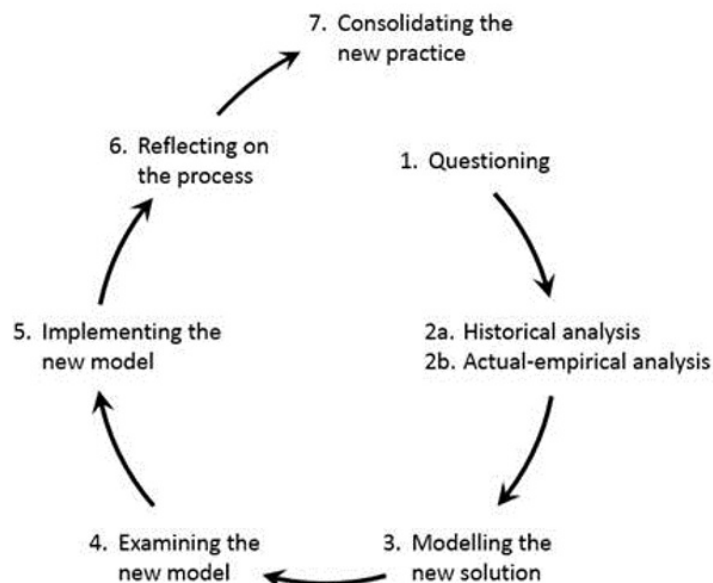 7. Consolidating the
new practice
6. Reflecting on
the process
1. Questioning
5. Implementing the
new model
2a. Historical analysis
2b. Actual-empirical analysis
4. Examining the
new model
3. Modelling the
new solution